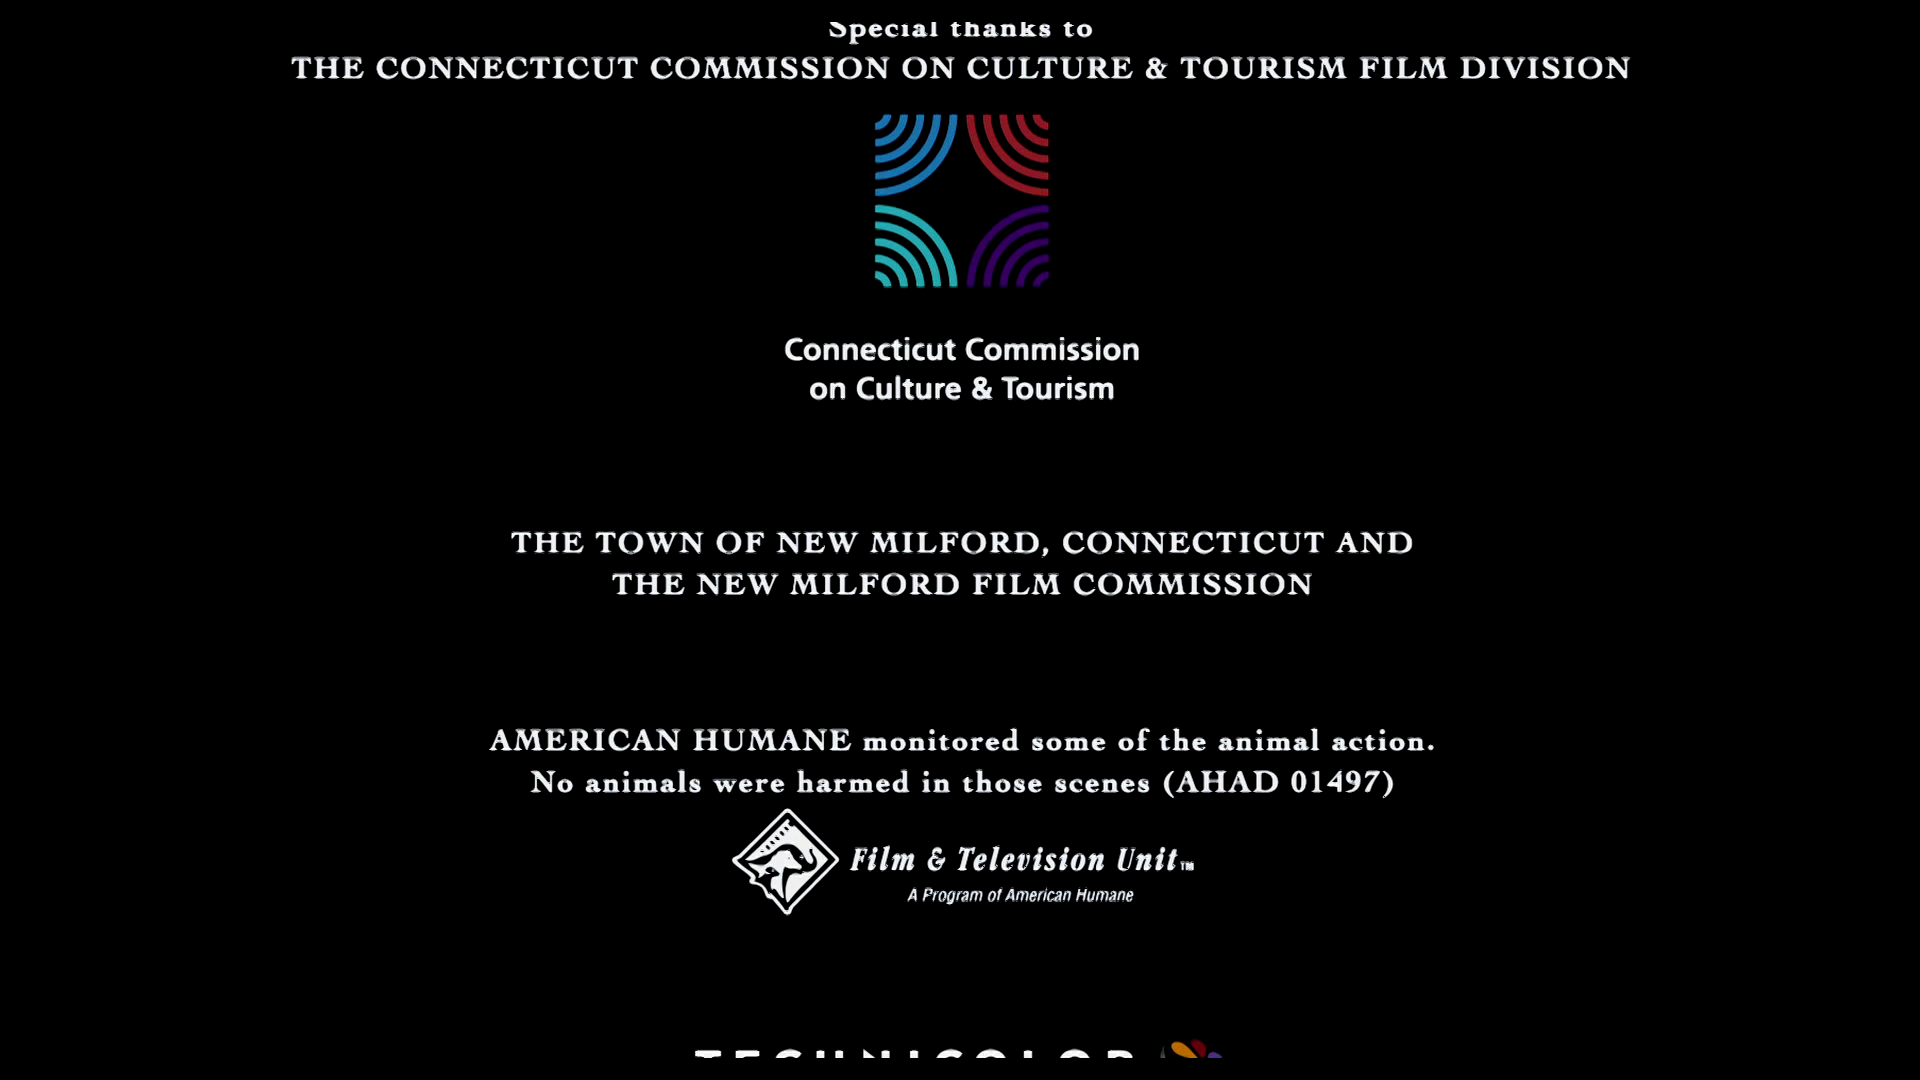 Special thanks to
THE CONNECTICUT COMMISSION ON CULTURE & TOURISM FILM DIVISION
Connecticut Commission
on Culture & Tourism
THE TOWN OF NEW MILFORD, CONNECTICUT AND
THE NEW MILFORD FILM COMMISSION
AMERICAN HUMANE monitored some of the animal action.
No animals were harmed in those scenes (AHAD 01497)
Film & Television Unit™
A Program of American Humane
TECHNICOLOR